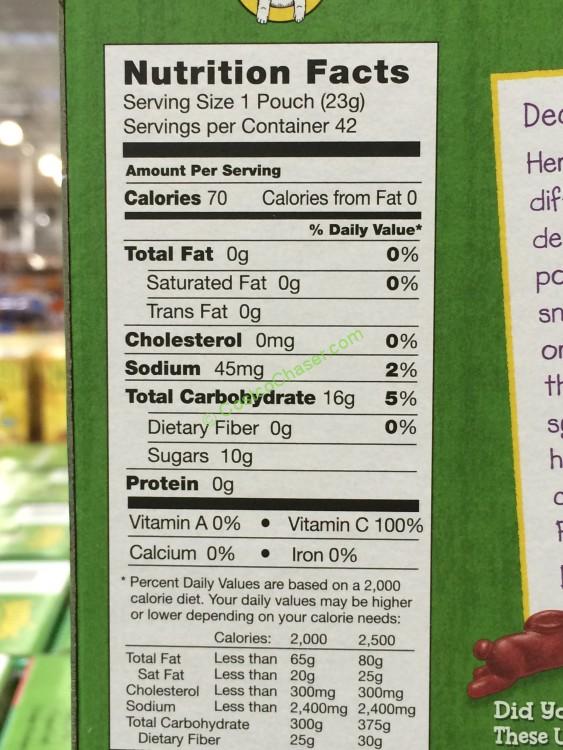 Nutrition Facts
Serving Size 1 Pouch (23g)
Servings per Container 42
Amount Per Serving
Calories 70 Calories from Fat 0
% Daily Value*
Total Fat 0g 0%
Saturated Fat 0g 0%
Trans Fat 0g
Cholesterol 0mg 0%
Sodium 45mg 2%
Total Carbohydrate 16g 5%
Dietary Fiber 0g 0%
Sugars 10g
Protein 0g
Vitamin A 0% • Vitamin C 100%
Calcium 0% • Iron 0%
* Percent Daily Values are based on a 2,000
calorie diet. Your daily values may be higher
or lower depending on your calorie needs:
Calories: 2,000 2,500
Total Fat Less than 65g 80g
Sat Fat Less than 20g 25g
Cholesterol Less than 300mg 300mg
Sodium Less than 2,400mg 2,400mg
Total Carbohydrate 300g 375g
Dietary Fiber 25g 30g
© CostcoChaser.com
Did Yo
These U